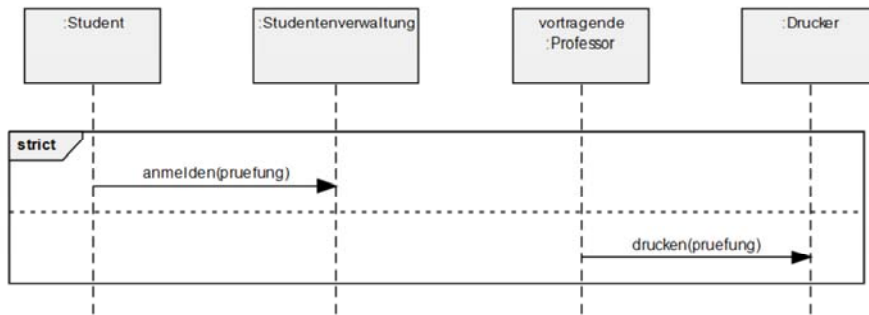 :Student
:Studentenverwaltung
vortragende
:Professor
:Drucker
strict
anmelden(pruefung)
drucken(pruefung)